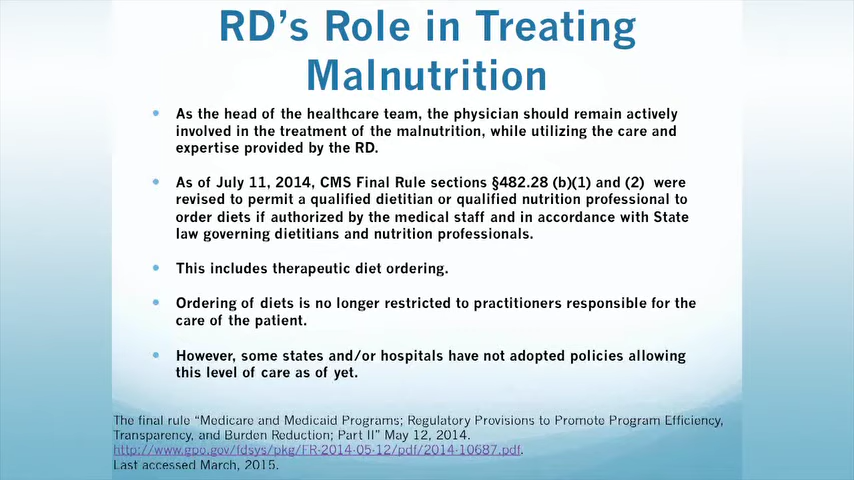 RD’s Role in Treating
Malnutrition
• As the head of the healthcare team, the physician should remain actively
involved in the treatment of the malnutrition, while utilizing the care and
expertise provided by the RD.
• As of July 11, 2014, CMS Final Rule sections §482.28 (b)(1) and (2) were
revised to permit a qualified dietitian or qualified nutrition professional to
order diets if authorized by the medical staff and in accordance with State
law governing dietitians and nutrition professionals.
• This includes therapeutic diet ordering.
• Ordering of diets is no longer restricted to practitioners responsible for the
care of the patient.
• However, some states and/or hospitals have not adopted policies allowing
this level of care as of yet.
The final rule “Medicare and Medicaid Programs; Regulatory Provisions to Promote Program Efficiency,
Transparency, and Burden Reduction; Part II” May 12, 2014.
http://www.gpo.gov/fdsys/pkg/FR-2014-05-12/pdf/2014-10687.pdf.
Last accessed March, 2015.